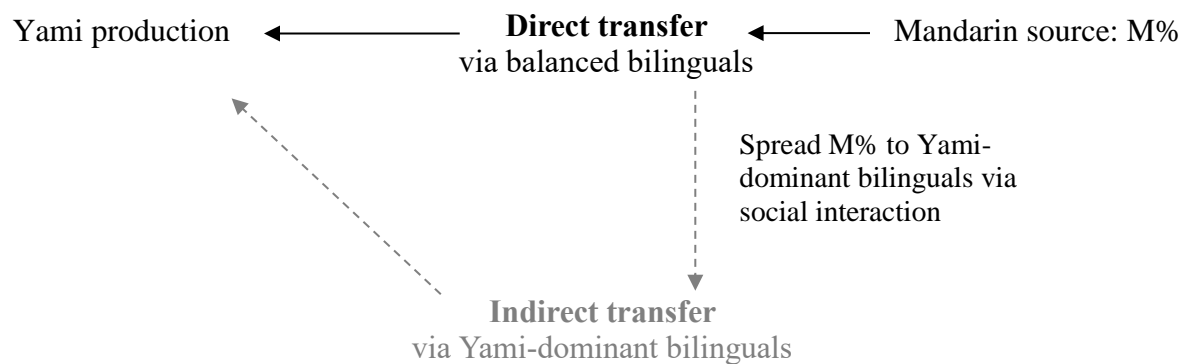 Yami production
Direct transfer
via balanced bilinguals
Mandarin source: M%
Spread M% to Yami-
dominant bilinguals via
social interaction
Indirect transfer
via Yami-dominant bilinguals